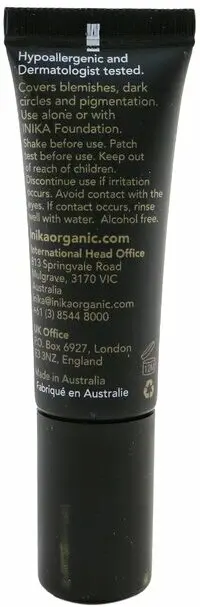 Hypoallergenic and
Dermatologist tested.
Covers blemishes, dark
circles and pigmentation.
Use alone or with
INIKA Foundation.
Shake before use. Patch
test before use. Keep out
of reach of children.
Discontinue use if irritation
occurs. Avoid contact with the
eyes. If contact occurs, rinse
well with water. Alcohol free.
inikaorganic.com
International Head Office
813 Springvale Road
Mulgrave, 3170 VIC
Australia
inika@inikaorganic.com
+61 (3) 8544 8000
UK Office
P.O. Box 6927, London
E3 3NZ, England
Made in Australia
Fabriqué en Australie